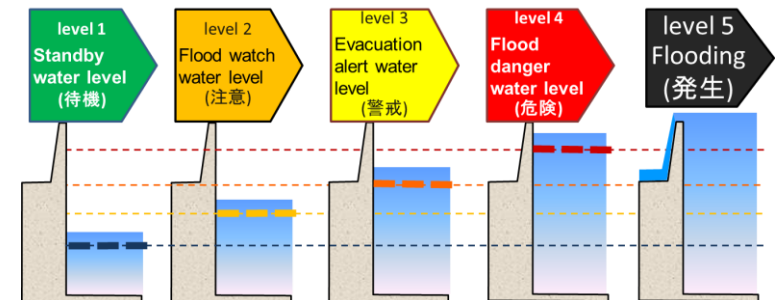 level 1
Standby
water level
(待機)
level 2
Flood watch
water level
(注意)
level 3
Evacuation
alert water
level
(警戒)
level 4
Flood
danger
water level
(危険)
level 5
Flooding
(発生)